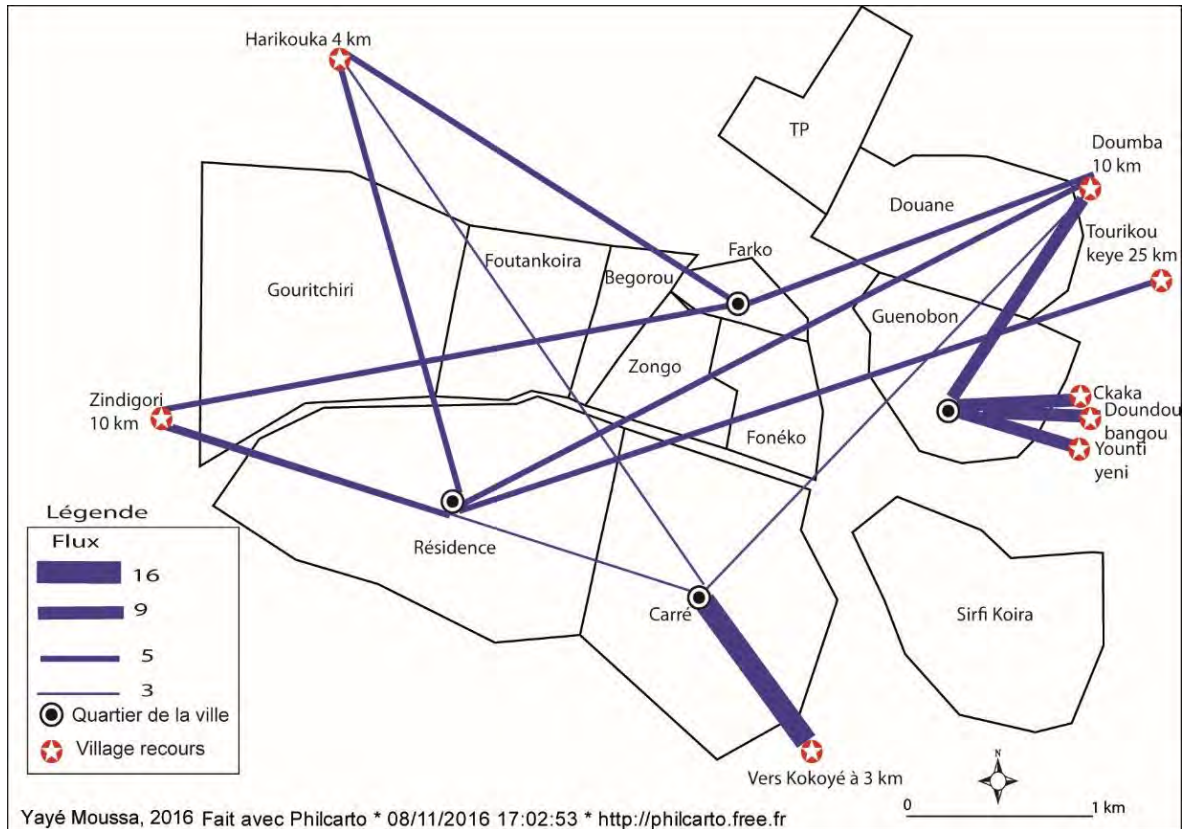 Harikouka 4 km
TP
Doumba
10 km
Douane
Tourikou
keye 25 km
Farko
Foutankoira
Begorou
Gouritchiri
Guenobon
Zongo
Zindigori
10 km
Ckaka
Doundou
bangou
Fonéko
Younti
yeni
Légende
Flux
16
9
5
3
Quartier de la ville
Village recours
Résidence
Carré
Sirfi Koira
Vers Kokoyé à 3 km
N
0
1 km
Yayé Moussa, 2016 Fait avec Philcarto * 08/11/2016 17:02:53 * http://philcarto.free.fr